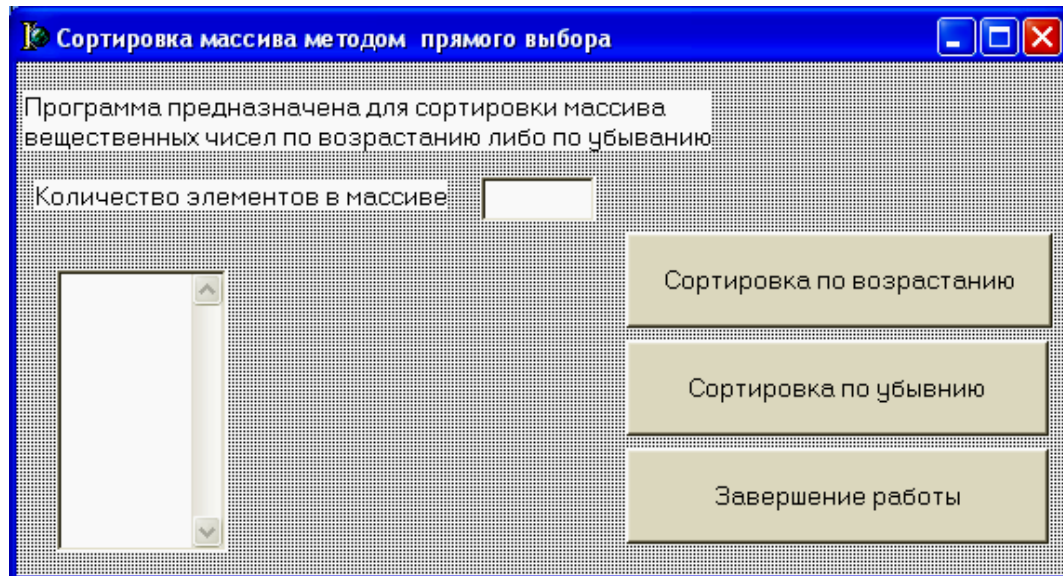 Сортировка массива методом прямого выбора
Программа предназначена для сортировки массива
вещественных чисел по возрастанию либо по убыванию
Количество элементов в массиве
Сортировка по возрастанию
Сортировка по убывнию
Завершение работы